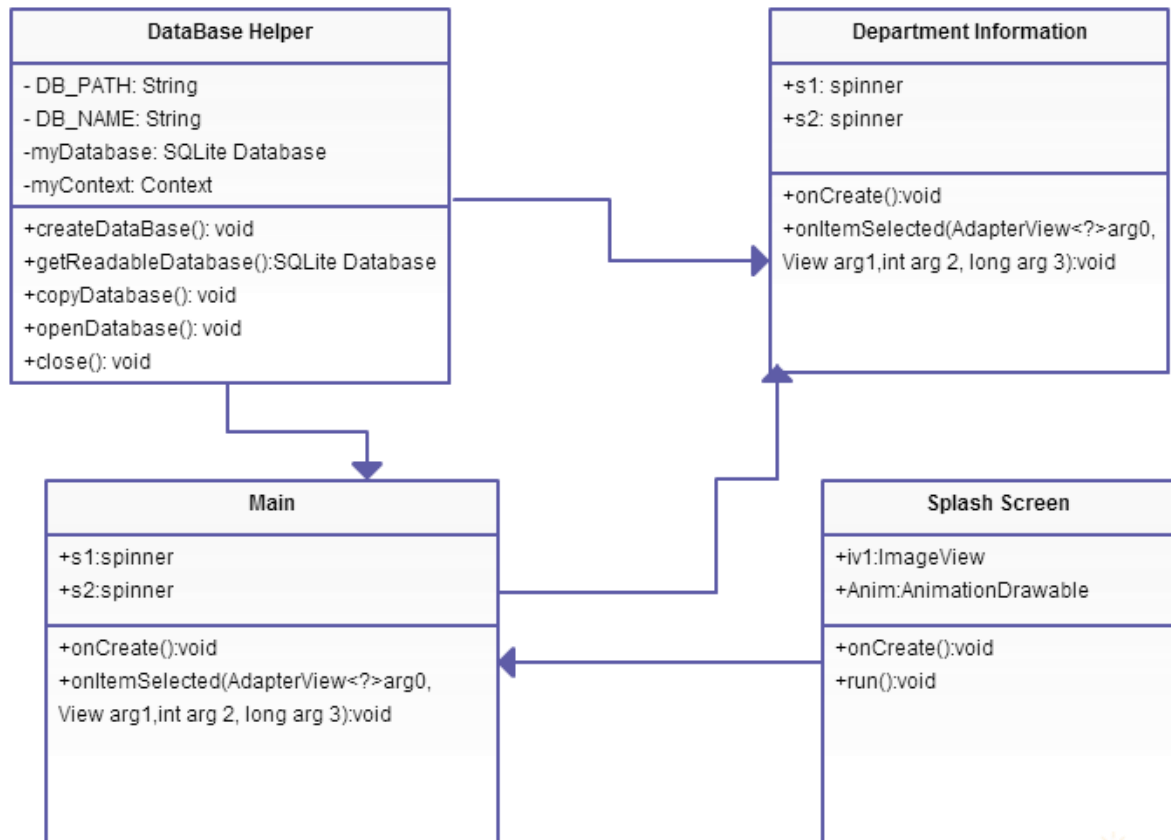 DataBase Helper
- DB_PATH: String
- DB_NAME: String
-myDatabase: SQLite Database
-myContext: Context
+createDataBase(): void
+getReadableDatabase():SQLite Database
+copyDatabase(): void
+openDatabase(): void
+close(): void
Department Information
+s1: spinner
+s2: spinner
+onCreate():void
+onItemSelected(AdapterView<?>arg0,
View arg1,int arg 2, long arg 3):void
Main
+s1:spinner
+s2:spinner
+onCreate():void
+onItemSelected(AdapterView<?>arg0,
View arg1,int arg 2, long arg 3):void
Splash Screen
+iv1:ImageView
+Anim:AnimationDrawable
+onCreate():void
+run():void